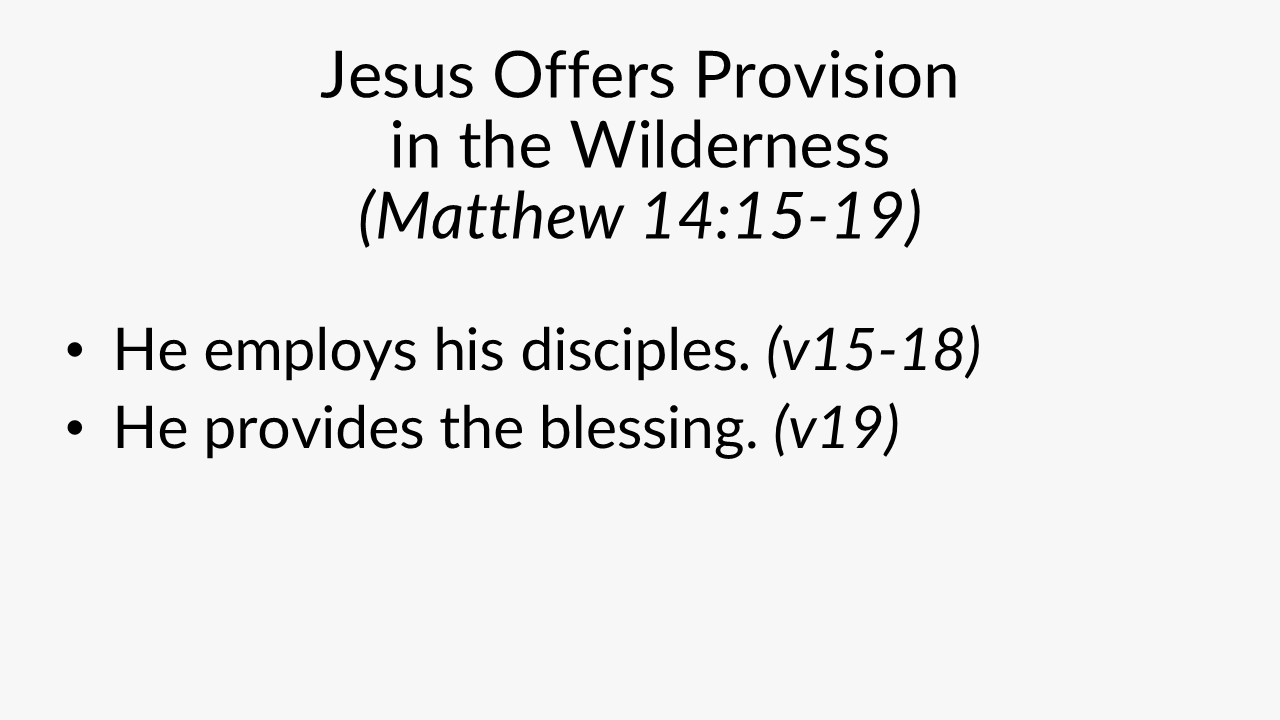 Jesus Offers Provision
in the Wilderness
(Matthew 14:15-19)
• He employs his disciples. (v15-18)
• He provides the blessing. (v19)